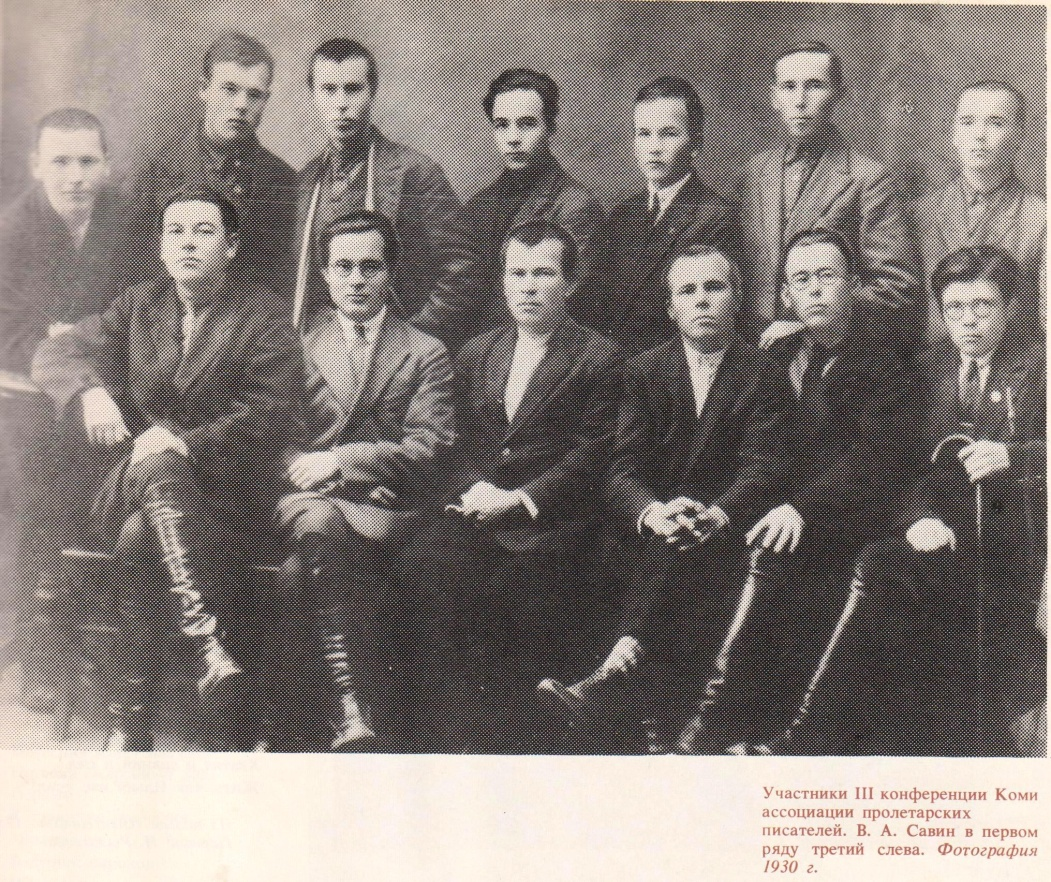 Участники III конференции Коми
ассоциации пролетарских
писателей. В. А. Савин в первом
ряду третий слева. Фотография
1930 г.